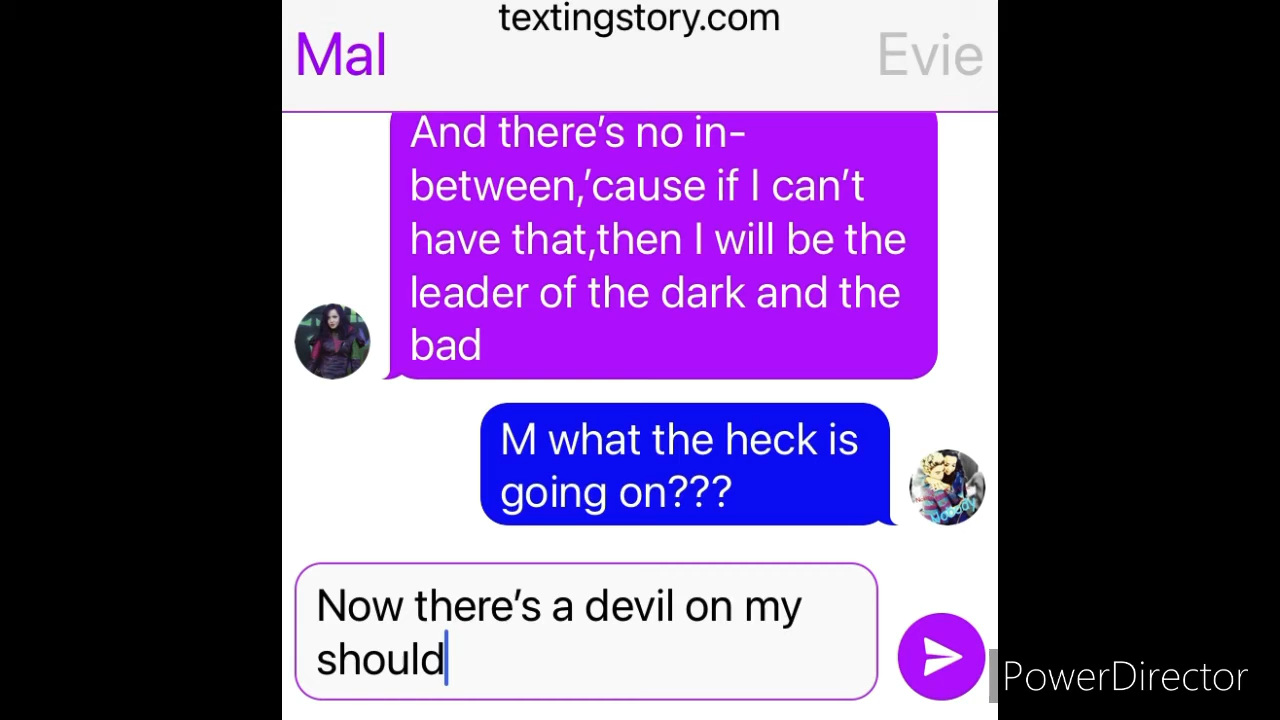 textingstory.com
Mal
Evie
And there's no in-
between,'cause if I can't
have that,then I will be the
leader of the dark and the
bad
M what the heck is
going on???
Now there's a devil on my
should
PowerDirector